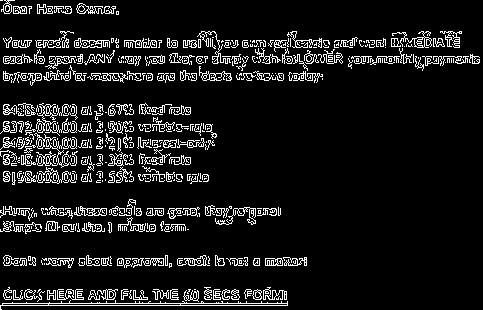 Dear Home Owner,
Your credit doesn't matter to us! If you own real estate and want IMMEDIATE
cash to spend ANY way you like, or simply wish to LOWER your monthly payments
by one third or more, here are the deals we have today:
$488,000.00 at 3.67% fixed rate
$372,000.00 at 3.90% variable-rate
$492,000.00 at 3.21% interest-only
$248,000.00 at 3.36% fixed rate
$198,000.00 at 3.55% variable rate
Hurry, when these deals are gone, they're gone!
Simple fill out the 1 minute form.
Don't worry about approval, credit is not a matter!
CLICK HERE AND FILL THE 60 SECS FORM!